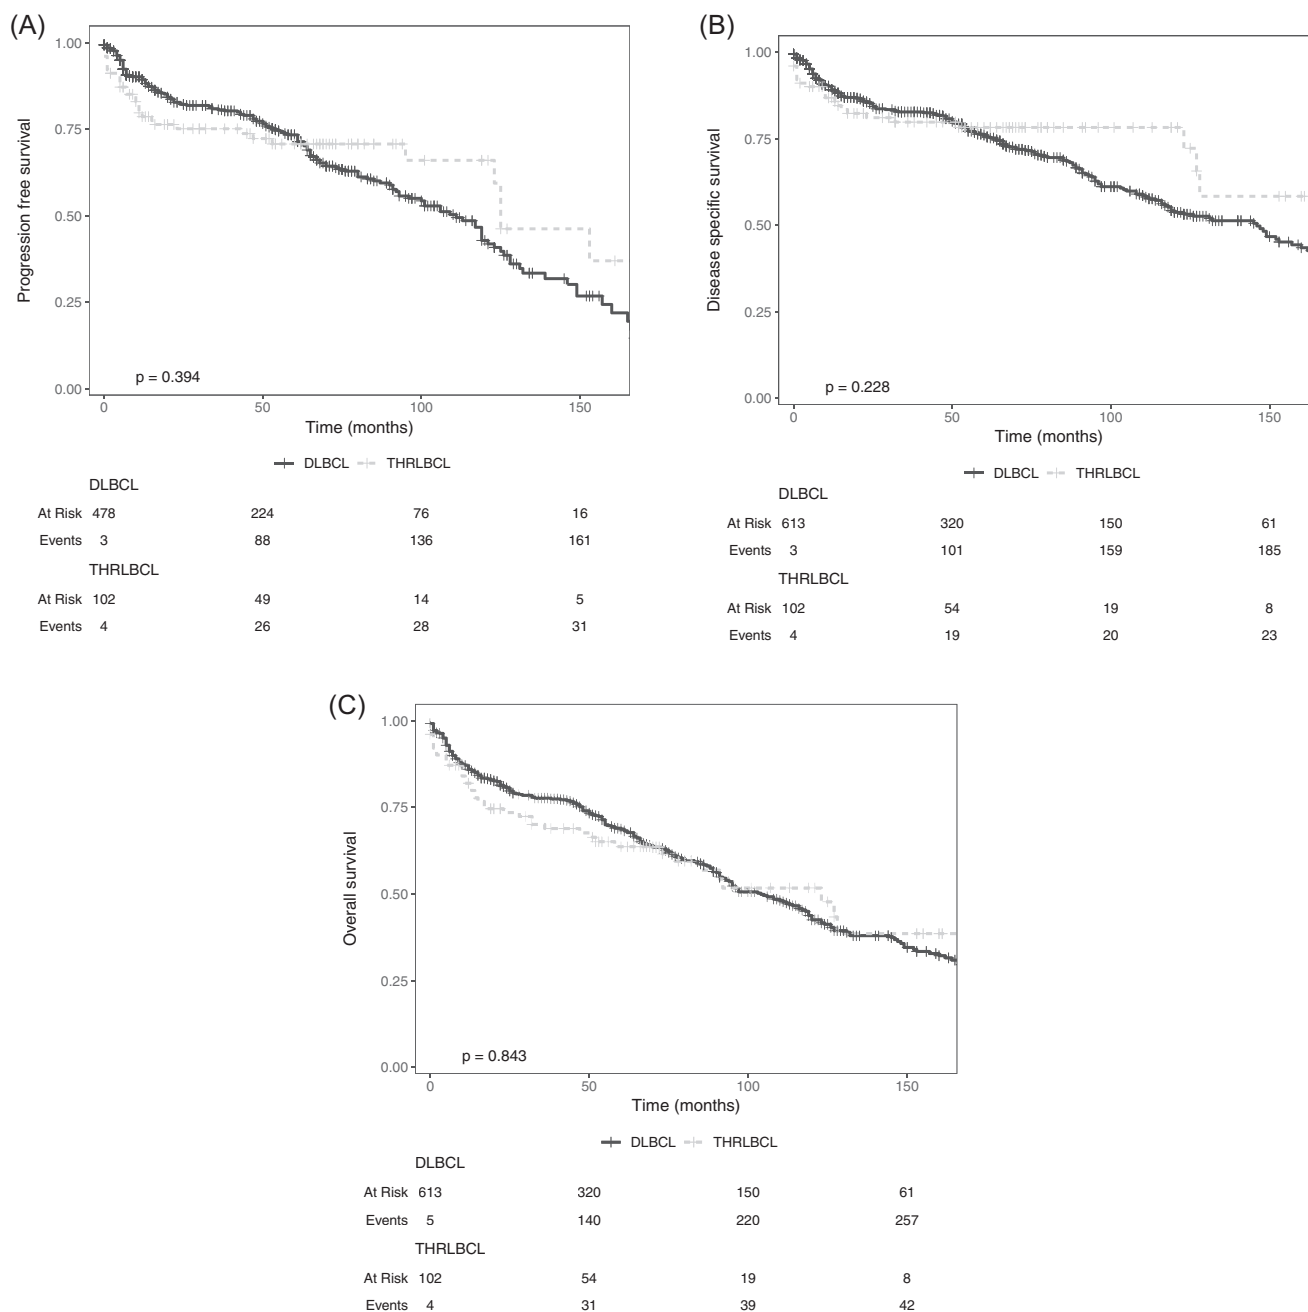 (A)
Progression free survival
1.00
0.75
0.50
0.25
0.00
p = 0.394
0 50 100 150
Time (months)
DLBCL THRLBCL
DLBCL
At Risk 478 224 76 16
Events 3 88 136 161
THRLBCL
At Risk 102 49 14 5
Events 4 26 28 31
(B)
Disease specific survival
1.00
0.75
0.50
0.25
0.00
p = 0.228
0 50 100 150
Time (months)
DLBCL THRLBCL
DLBCL
At Risk 613 320 150 61
Events 3 101 159 185
THRLBCL
At Risk 102 54 19 8
Events 4 19 20 23
(C)
Overall survival
1.00
0.75
0.50
0.25
0.00
p = 0.843
0 50 100 150
Time (months)
DLBCL THRLBCL
DLBCL
At Risk 613 320 150 61
Events 5 140 220 257
THRLBCL
At Risk 102 54 19 8
Events 4 31 39 42